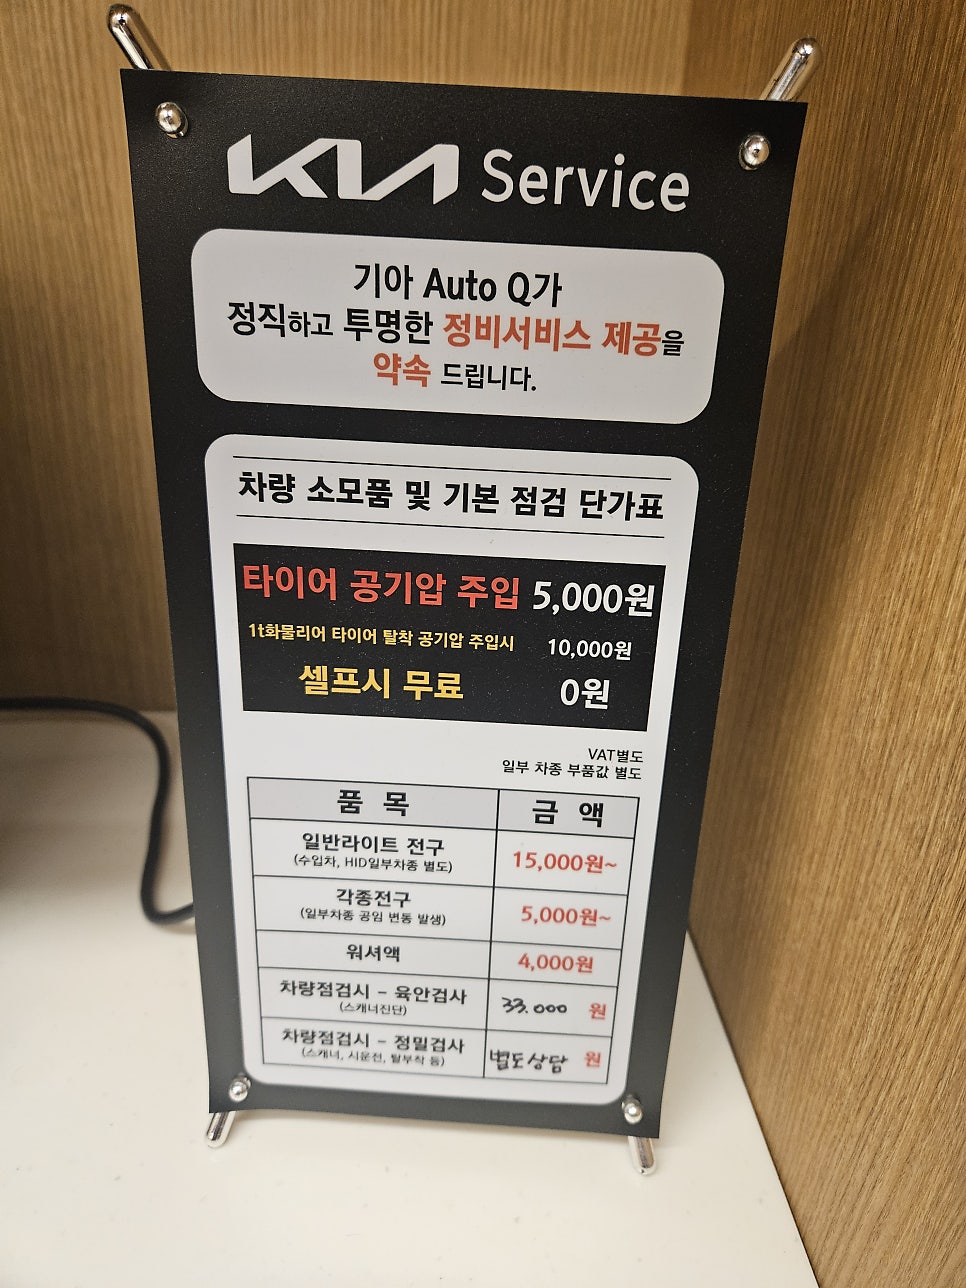 KIA Service
기아 Auto Q가
정직하고 투명한 정비서비스 제공을
약속 드립니다.
차량 소모품 및 기본 점검 단가표
타이어 공기압 주입 5,000원
1t화물리어 타이어 탈착 공기압 주입시 10,000원
셀프시 무료 0원
VAT별도
일부 차종 부품값 별도
품 목 금 액
일반라이트 전구 15,000원~
(수입차, HID일부차종 별도)
각종전구 5,000원~
(일부차종 공임 변동 발생)
워셔액 4,000원
차량점검시 - 육안검사 33.000 원
(스캐너진단)
차량점검시 - 정밀검사 별도상담 원
(스캐너, 시운전, 탈부착 등)